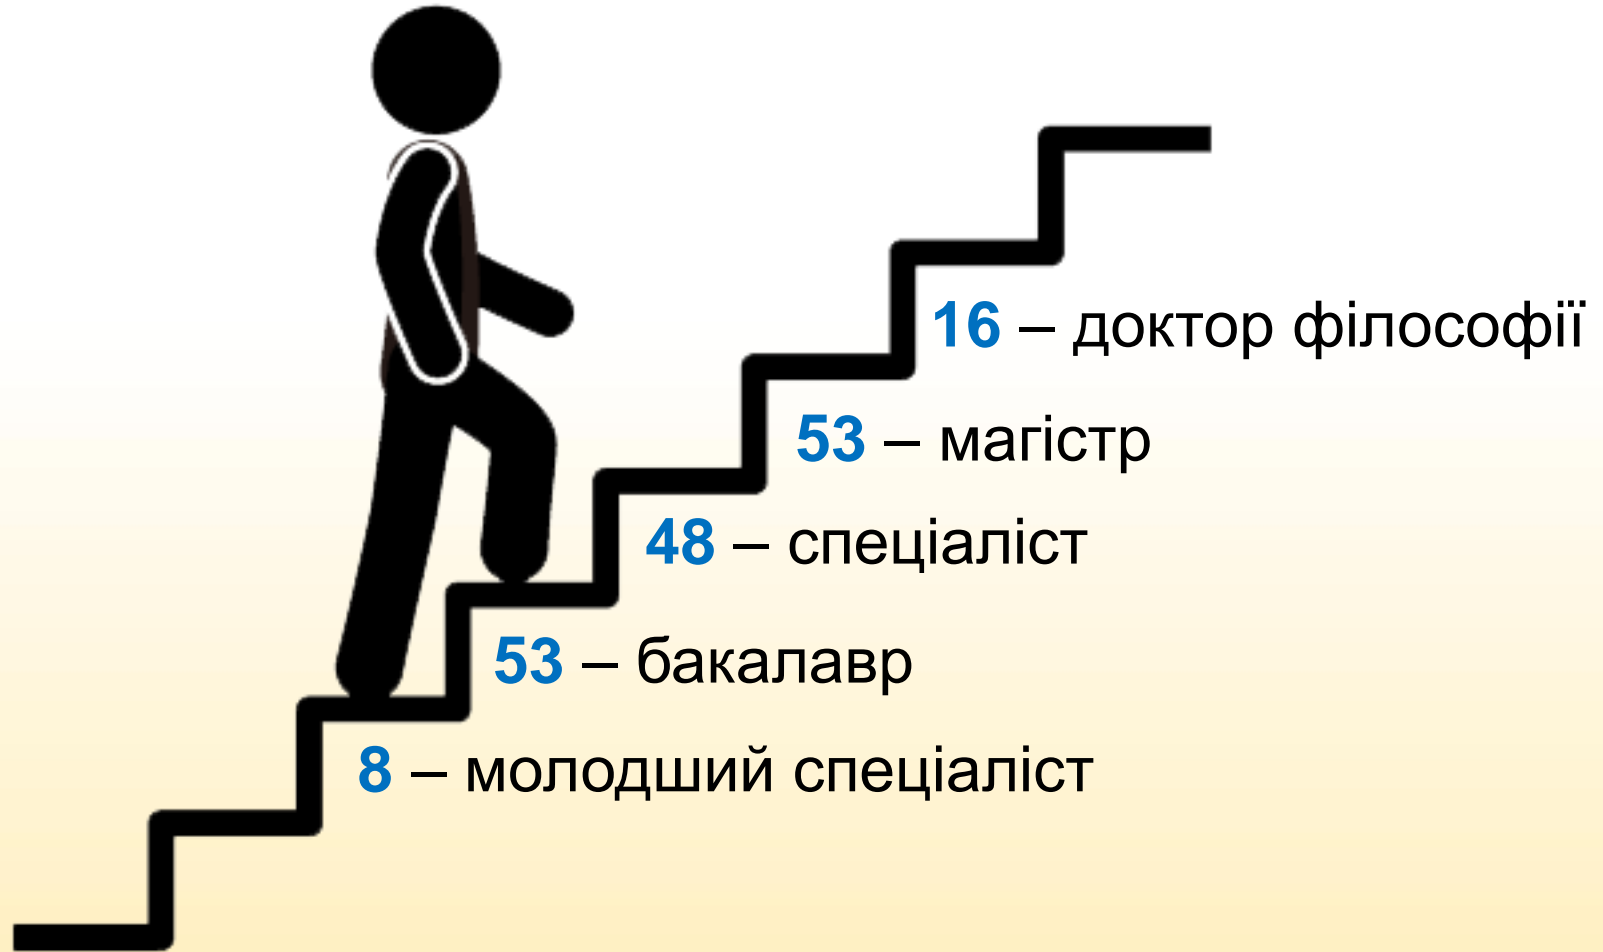 16 – доктор філософії
53 – магістр
48 – спеціаліст
53 – бакалавр
8 – молодший спеціаліст